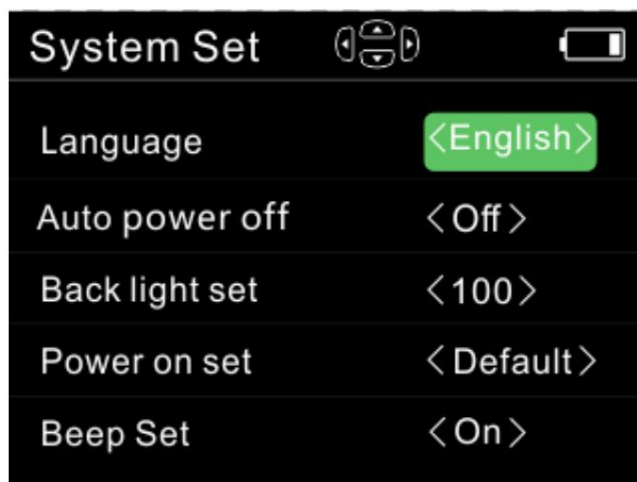 System Set
Language <English>
Auto power off <Off>
Back light set <100>
Power on set <Default>
Beep Set <On>